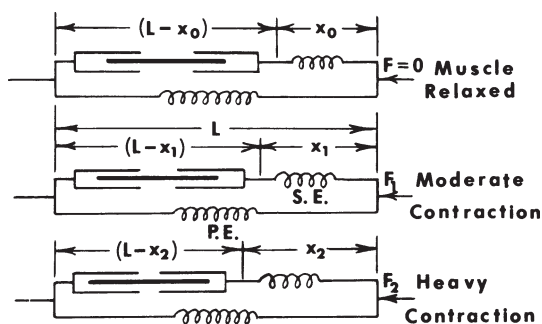 (L-x₀) x₀
F=0 Muscle
Relaxed
L
(L-x₁) x₁
F₁ Moderate
S.E.
Contraction
P.E.
(L-x₂) x₂
F₂ Heavy
Contraction